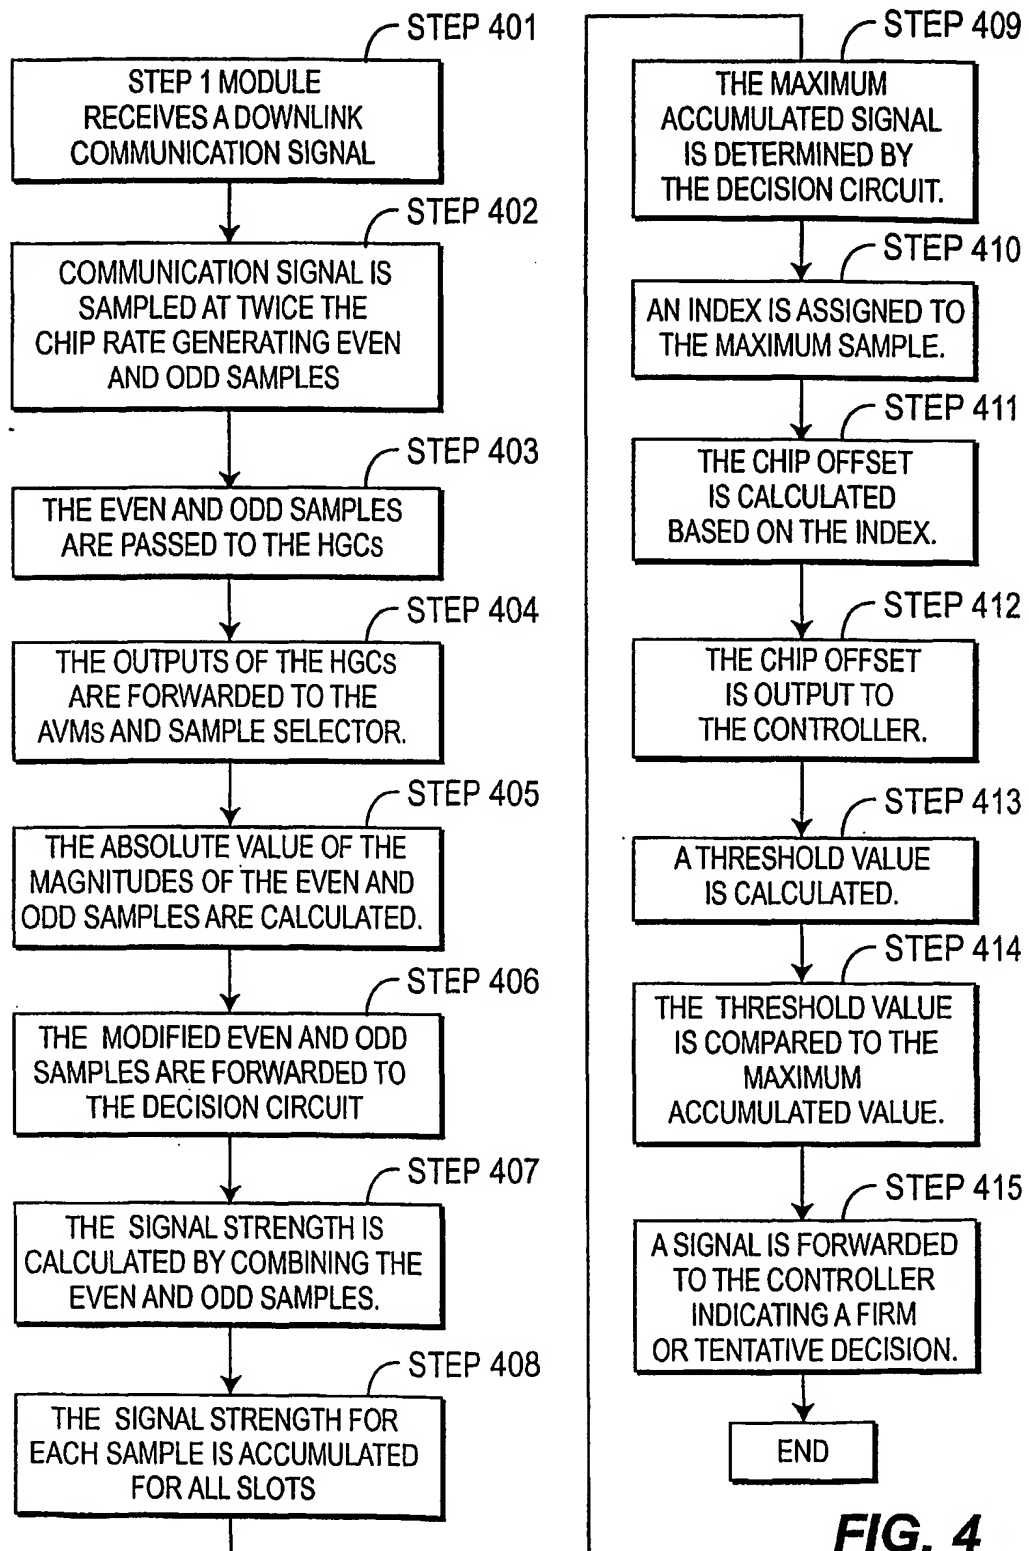 STEP 401
STEP 1 MODULE
RECEIVES A DOWNLINK
COMMUNICATION SIGNAL
STEP 402
COMMUNICATION SIGNAL IS
SAMPLED AT TWICE THE
CHIP RATE GENERATING EVEN
AND ODD SAMPLES
STEP 403
THE EVEN AND ODD SAMPLES
ARE PASSED TO THE HGCs
STEP 404
THE OUTPUTS OF THE HGCs
ARE FORWARDED TO THE
AVMs AND SAMPLE SELECTOR.
STEP 405
THE ABSOLUTE VALUE OF THE
MAGNITUDES OF THE EVEN AND
ODD SAMPLES ARE CALCULATED.
STEP 406
THE MODIFIED EVEN AND ODD
SAMPLES ARE FORWARDED TO
THE DECISION CIRCUIT
STEP 407
THE SIGNAL STRENGTH IS
CALCULATED BY COMBINING THE
EVEN AND ODD SAMPLES.
STEP 408
THE SIGNAL STRENGTH FOR
EACH SAMPLE IS ACCUMULATED
FOR ALL SLOTS
STEP 409
THE MAXIMUM
ACCUMULATED SIGNAL
IS DETERMINED BY
THE DECISION CIRCUIT.
STEP 410
AN INDEX IS ASSIGNED TO
THE MAXIMUM SAMPLE.
STEP 411
THE CHIP OFFSET
IS CALCULATED
BASED ON THE INDEX.
STEP 412
THE CHIP OFFSET
IS OUTPUT TO
THE CONTROLLER.
STEP 413
A THRESHOLD VALUE
IS CALCULATED.
STEP 414
THE THRESHOLD VALUE
IS COMPARED TO THE
MAXIMUM
ACCUMULATED VALUE.
STEP 415
A SIGNAL IS FORWARDED
TO THE CONTROLLER
INDICATING A FIRM
OR TENTATIVE DECISION.
END
FIG. 4